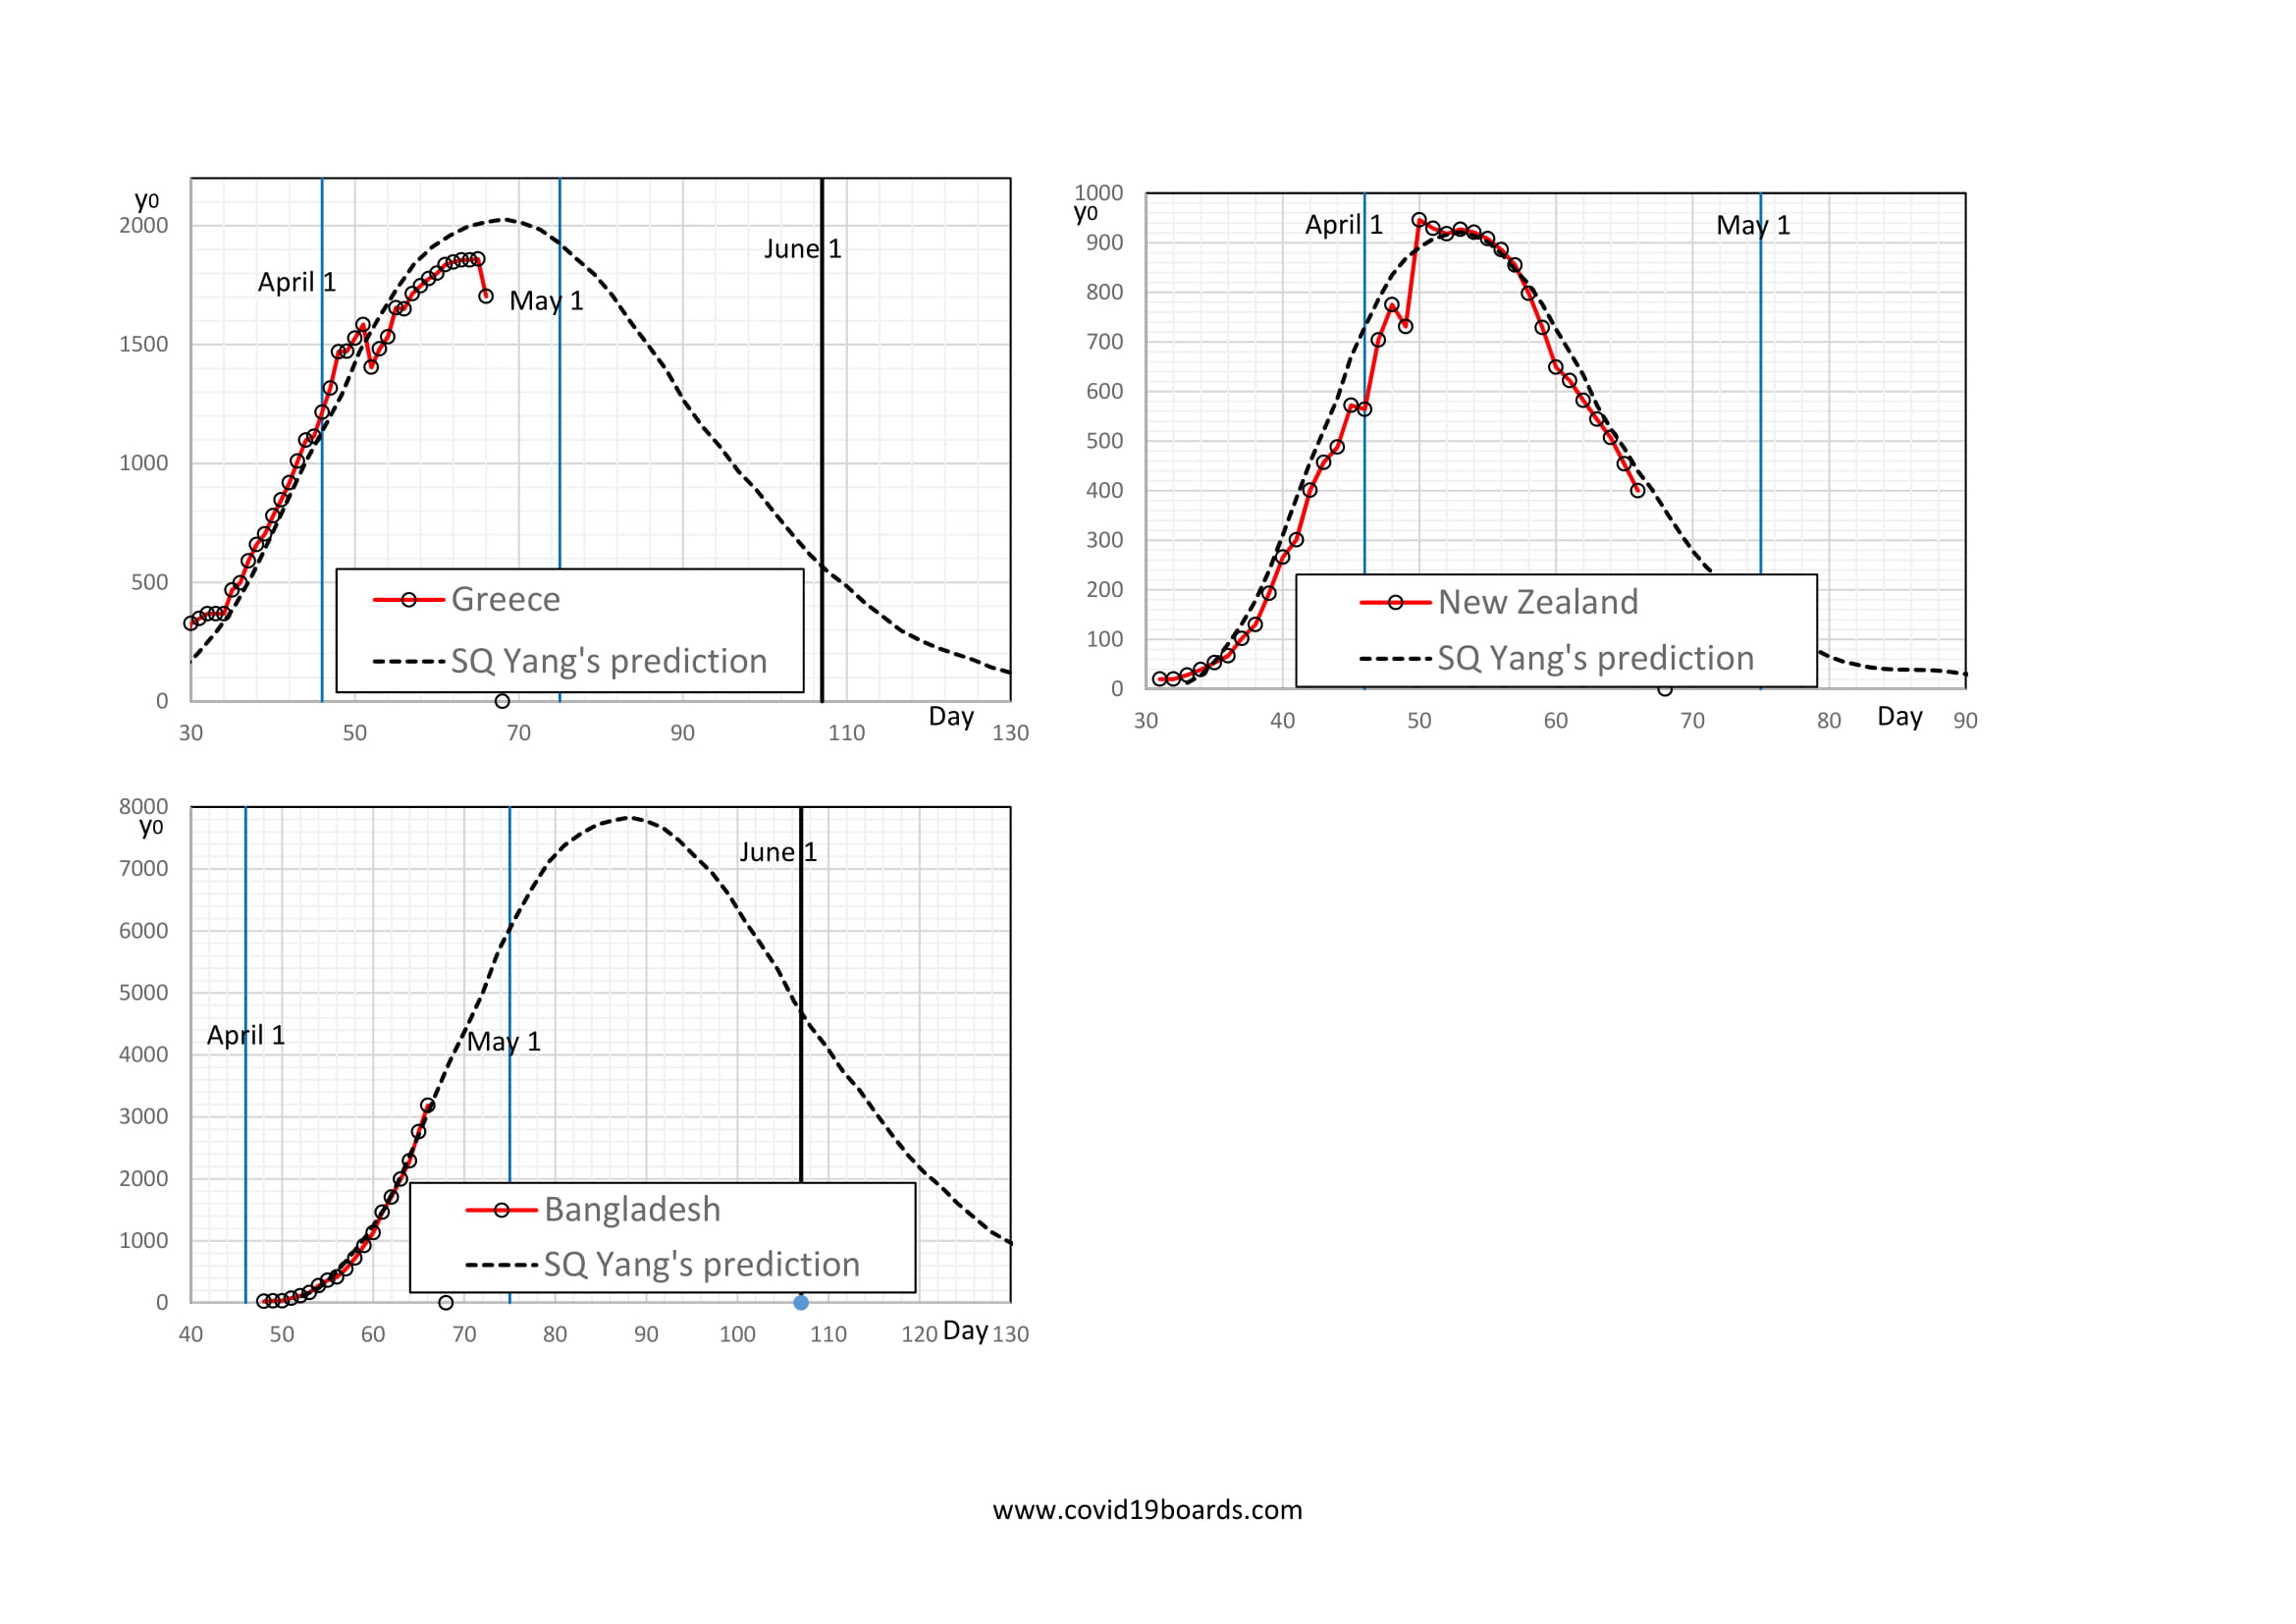 y0
2000
1500
1000
500
0
April 1
May 1
June 1
Greece
SQ Yang's prediction
30 50 70 90 110 130
Day
1000
y0
900
800
700
600
500
400
300
200
100
0
April 1
May 1
New Zealand
SQ Yang's prediction
30 40 50 60 70 80 90
Day
8000
y0
7000
6000
5000
4000
3000
2000
1000
0
June 1
April 1
May 1
Bangladesh
SQ Yang's prediction
40 50 60 70 80 90 100 110 120 130
Day
www.covid19boards.com